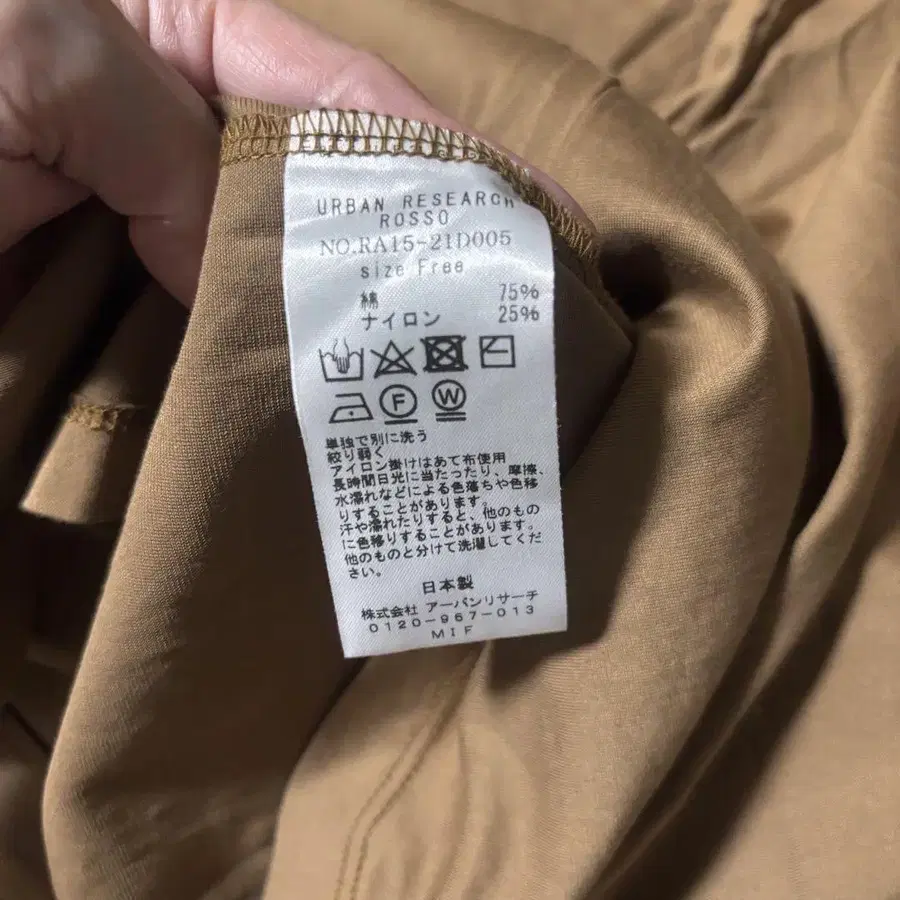 URBAN RESEARCH
ROSSO
NO.RA15-21D005
size Free
綿 75%
ナイロン 25%
F W
単独で別に洗う
絞り弱く
アイロン掛けはあて布使用
長時間日光に当たったり、摩擦、
水濡れなどによる色落ちや色移
りすることがあります。
汗や濡れたりすると、他のもの
に色移りすることがあります。
他のものと分けて洗濯してくだ
さい。
日本製
株式会社 アーバンリサーチ
0120-967-013
MIF